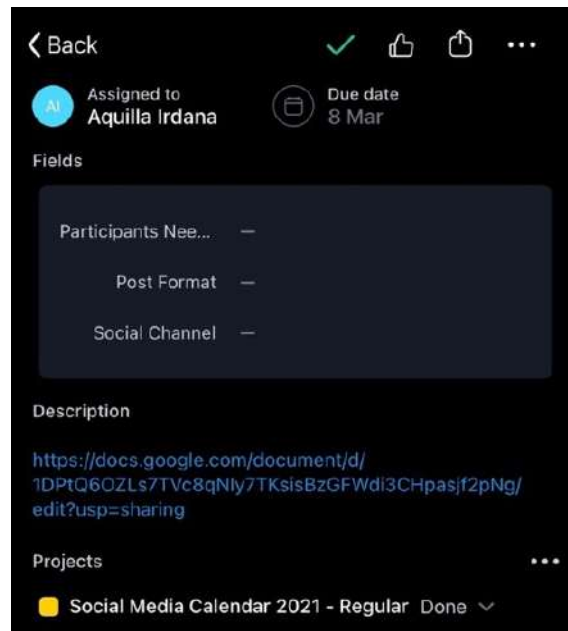 Back
Assigned to
Aquilla Irdana
Due date
8 Mar
AI
Fields
Participants Nee... —
Post Format —
Social Channel —
Description
https://docs.google.com/document/d/
1DPtQ6OZLs7TVc8qNly7TKsisBzGFWdi3CHpasjf2pNg/
edit?usp=sharing
Projects
Social Media Calendar 2021 - Regular Done